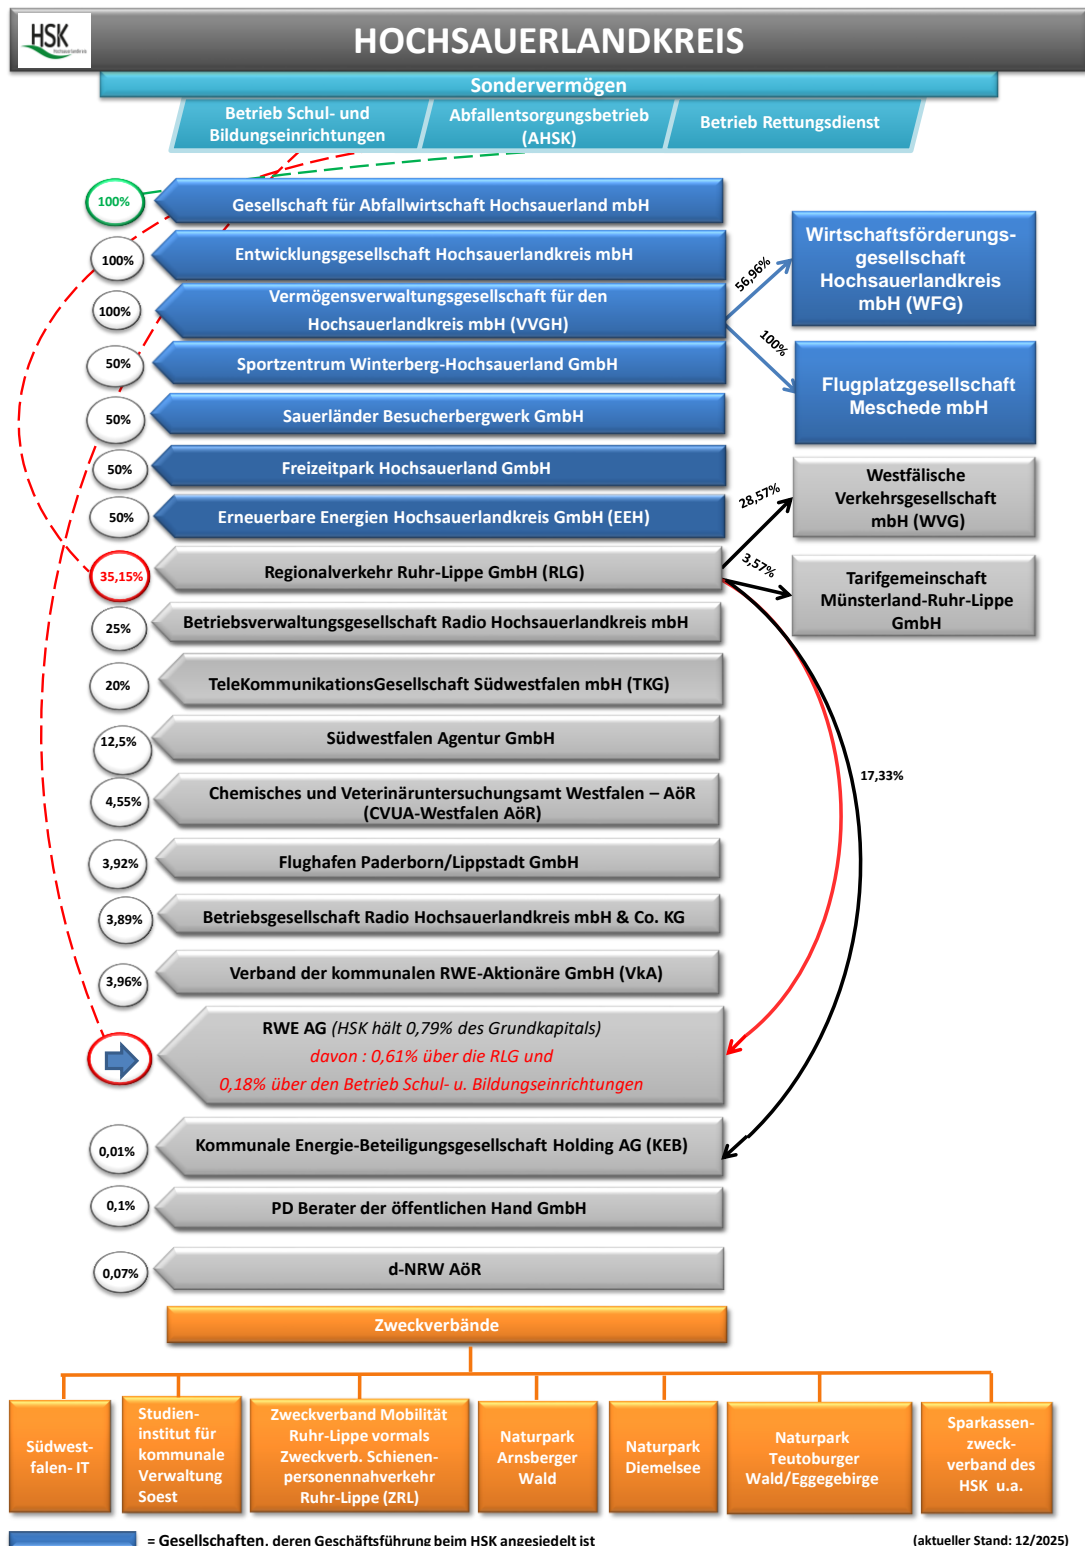 HSK
Hochsauerlandkreis
HOCHSAUERLANDKREIS
Sondervermögen
Betrieb Schul- und
Bildungseinrichtungen
Abfallentsorgungsbetrieb
(AHSK)
Betrieb Rettungsdienst
100%
Gesellschaft für Abfallwirtschaft Hochsauerland mbH
100%
Entwicklungsgesellschaft Hochsauerlandkreis mbH
100%
Vermögensverwaltungsgesellschaft für den
Hochsauerlandkreis mbH (VVGH)
56,96%
Wirtschaftsförderungs-
gesellschaft
Hochsauerlandkreis
mbH (WFG)
100%
Flugplatzgesellschaft
Meschede mbH
50%
Sportzentrum Winterberg-Hochsauerland GmbH
50%
Sauerländer Besucherbergwerk GmbH
50%
Freizeitpark Hochsauerland GmbH
50%
Erneuerbare Energien Hochsauerlandkreis GmbH (EEH)
35,15%
Regionalverkehr Ruhr-Lippe GmbH (RLG)
28,57%
Westfälische
Verkehrsgesellschaft
mbH (WVG)
3,57%
Tarifgemeinschaft
Münsterland-Ruhr-Lippe
GmbH
25%
Betriebsverwaltungsgesellschaft Radio Hochsauerlandkreis mbH
20%
TeleKommunikationsGesellschaft Südwestfalen mbH (TKG)
12,5%
Südwestfalen Agentur GmbH
17,33%
4,55%
Chemisches und Veterinäruntersuchungsamt Westfalen – AöR
(CVUA-Westfalen AöR)
3,92%
Flughafen Paderborn/Lippstadt GmbH
3,89%
Betriebsgesellschaft Radio Hochsauerlandkreis mbH & Co. KG
3,96%
Verband der kommunalen RWE-Aktionäre GmbH (VkA)
RWE AG (HSK hält 0,79% des Grundkapitals)
davon : 0,61% über die RLG und
0,18% über den Betrieb Schul- u. Bildungseinrichtungen
0,01%
Kommunale Energie-Beteiligungsgesellschaft Holding AG (KEB)
0,1%
PD Berater der öffentlichen Hand GmbH
0,07%
d-NRW AöR
Zweckverbände
Südwest-
falen- IT
Studien-
institut für
kommunale
Verwaltung
Soest
Zweckverband Mobilität
Ruhr-Lippe vormals
Zweckverb. Schienen-
personennahverkehr
Ruhr-Lippe (ZRL)
Naturpark
Arnsberger
Wald
Naturpark
Diemelsee
Naturpark
Teutoburger
Wald/Eggegebirge
Sparkassen-
zweck-
verband des
HSK u.a.
= Gesellschaften, deren Geschäftsführung beim HSK angesiedelt ist
(aktueller Stand: 12/2025)